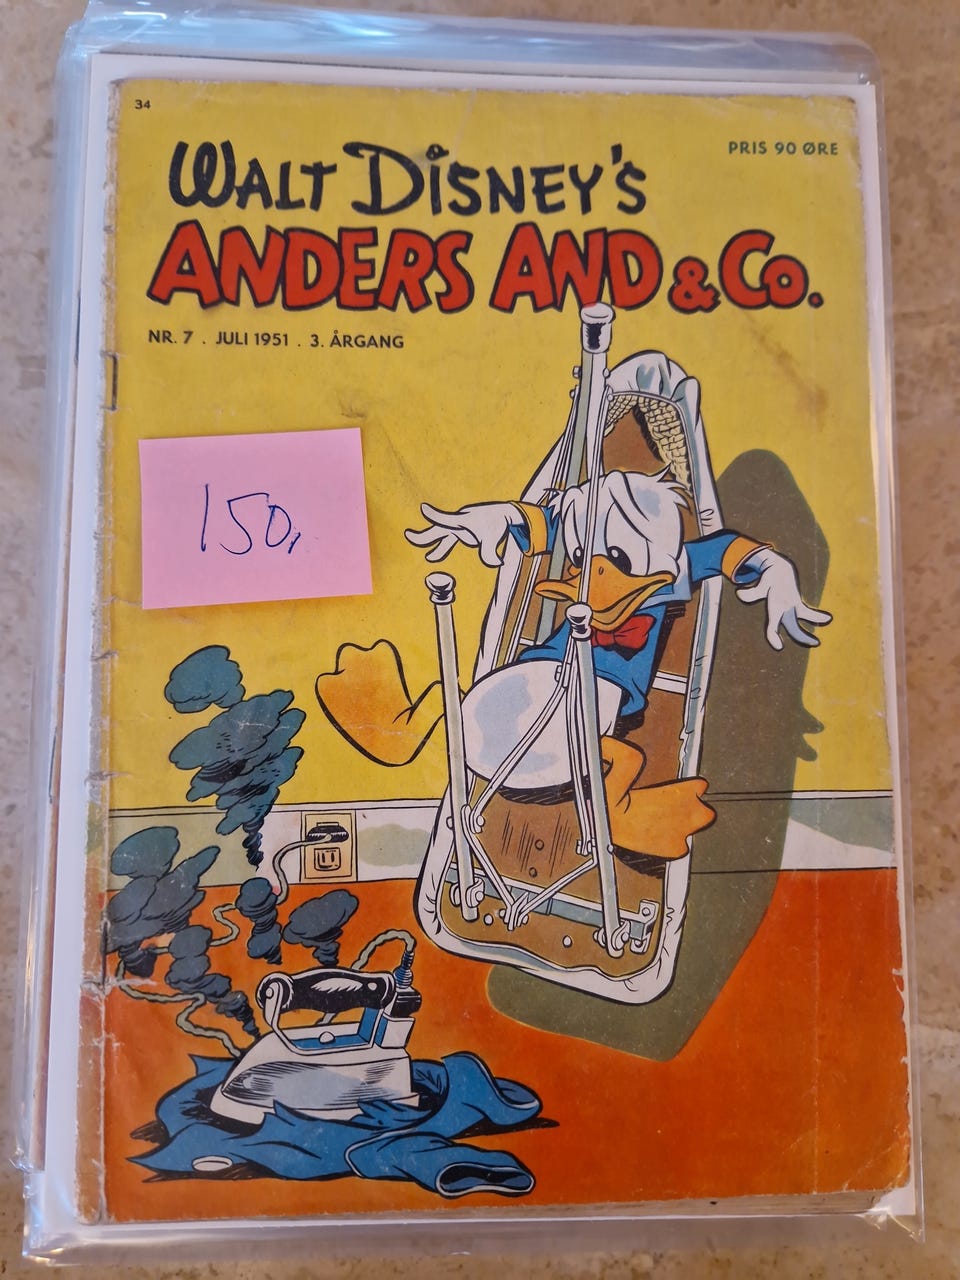 34
PRIS 90 ØRE
WALT DISNEY'S
ANDERS AND & CO.
NR. 7 . JULI 1951 . 3. ÅRGANG
150,